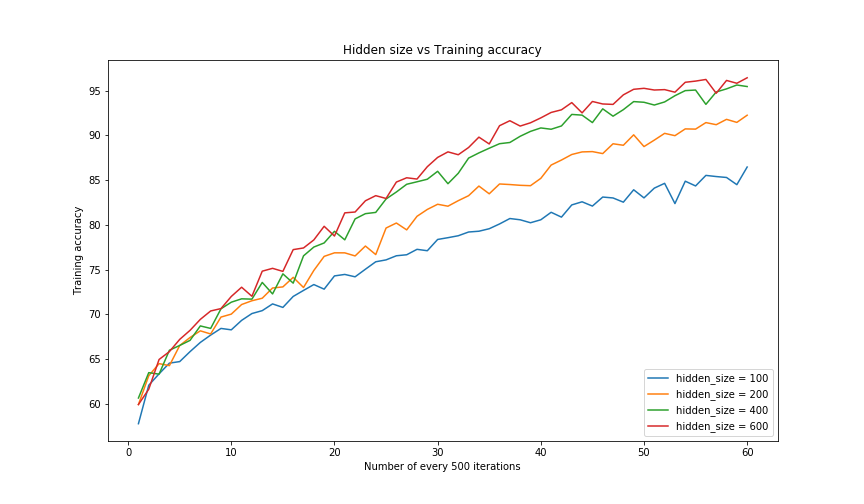 Hidden size vs Training accuracy
Training accuracy
95
90
85
80
75
70
65
60
0 10 20 30 40 50 60
Number of every 500 iterations
hidden_size = 100
hidden_size = 200
hidden_size = 400
hidden_size = 600